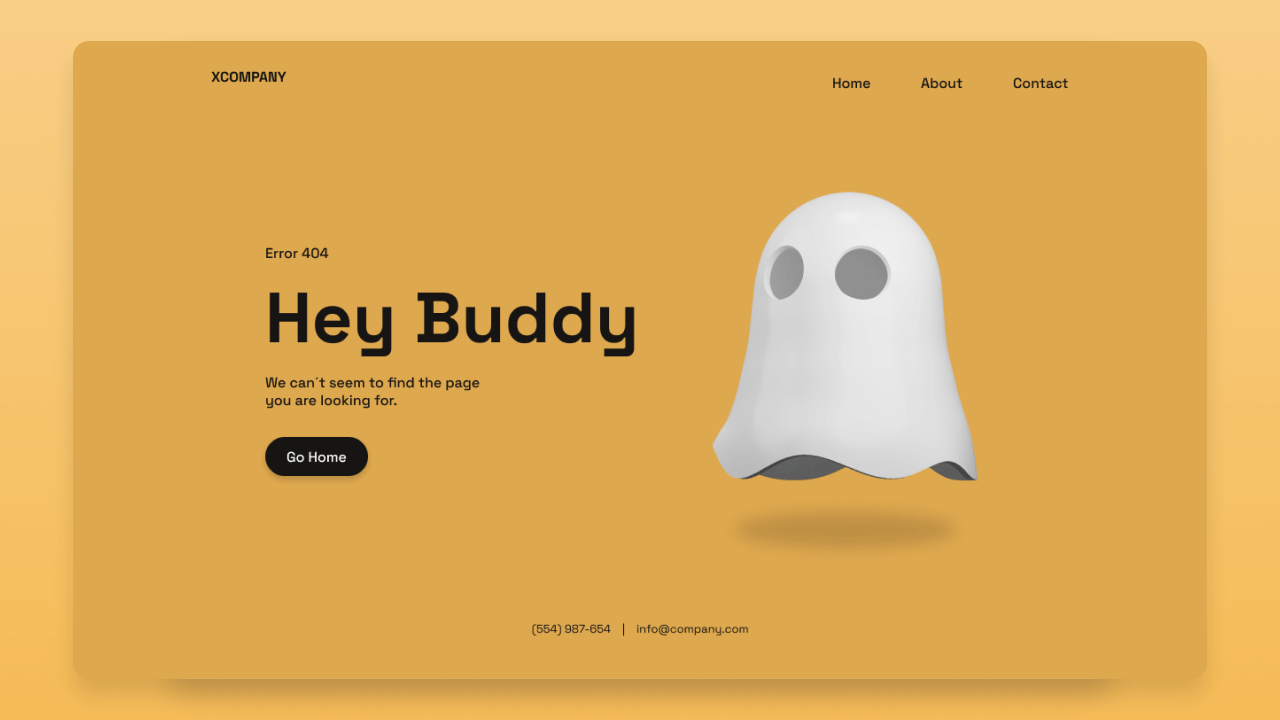 XCOMPANY
Home About Contact
Error 404
Hey Buddy
We can´t seem to find the page
you are looking for.
Go Home
(554) 987-654 | info@company.com